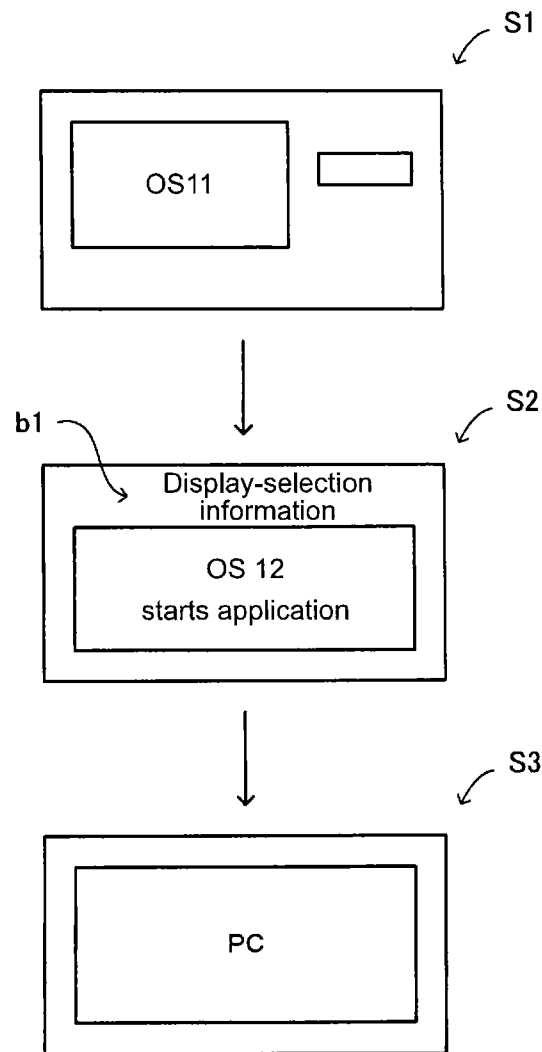 S1
OS11
S2
b1
Display-selection
information
OS 12
starts application
S3
PC